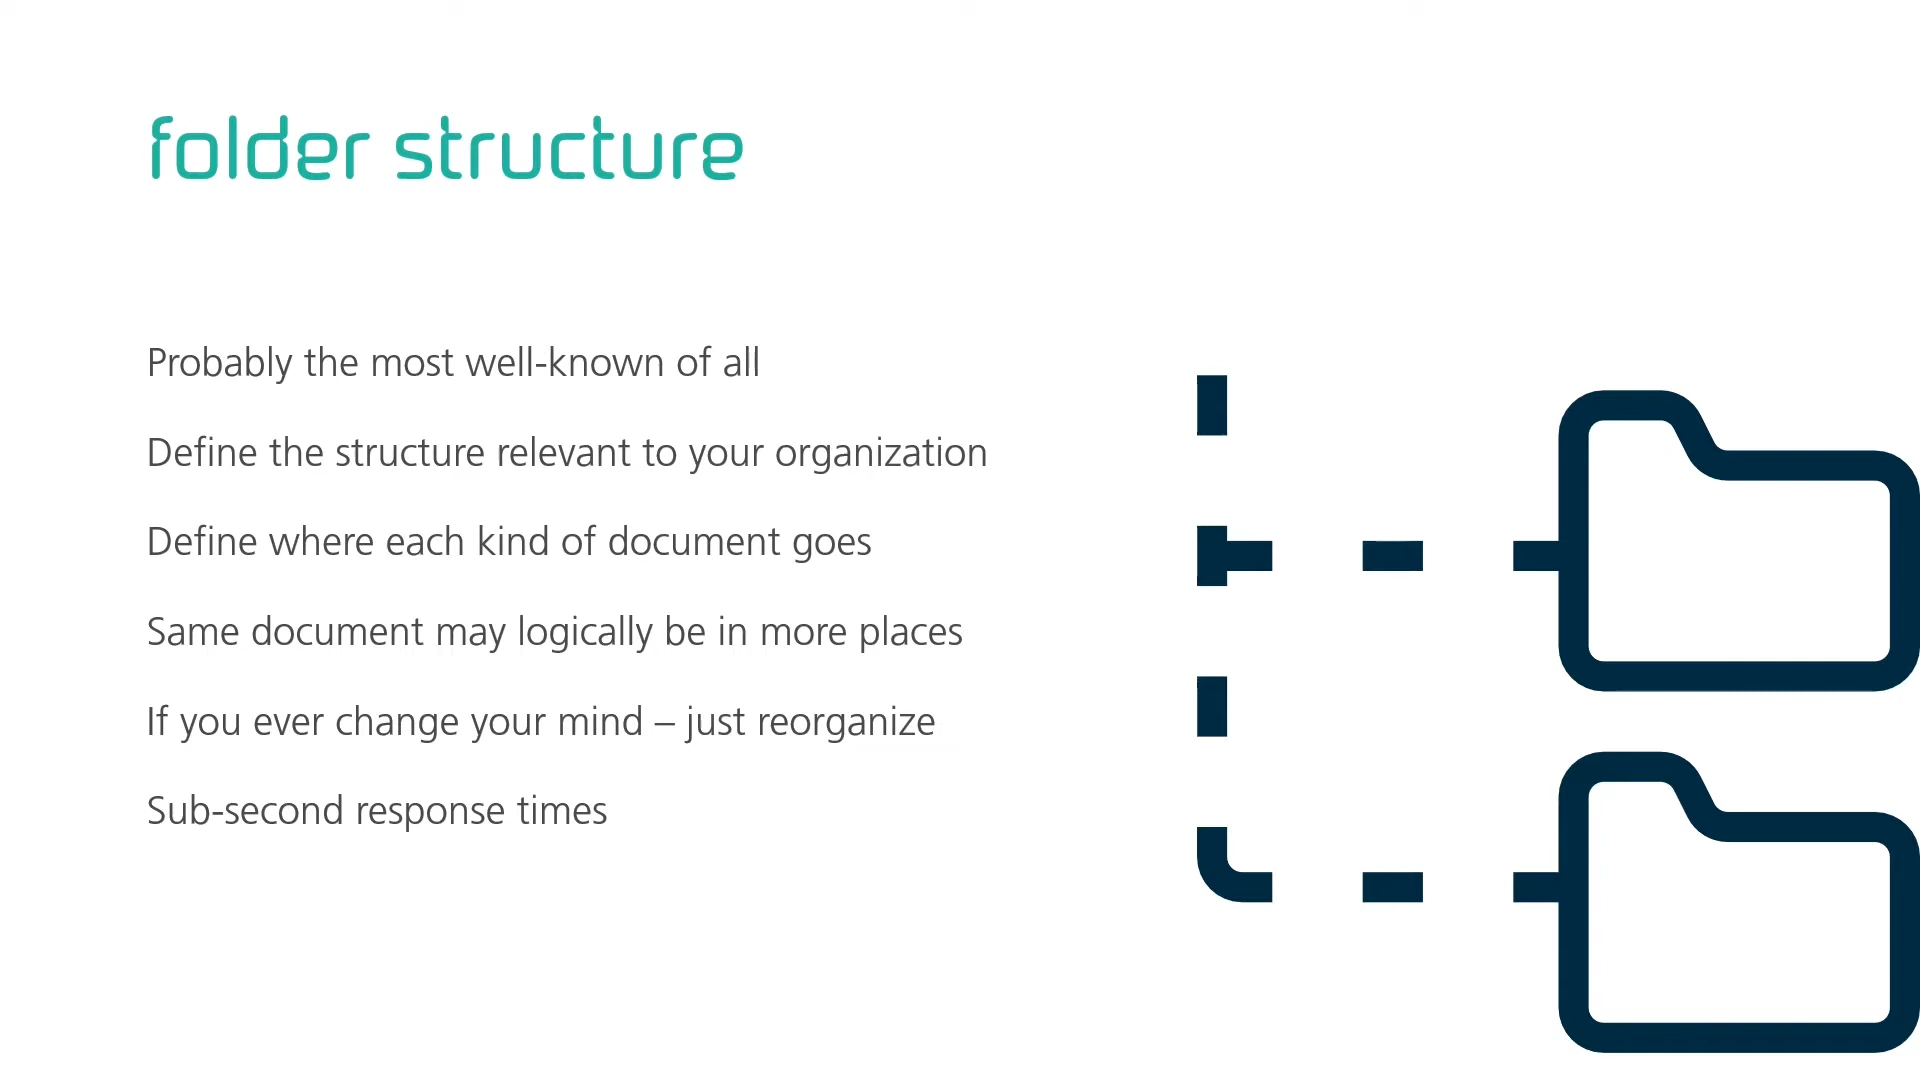 folder structure
Probably the most well-known of all
Define the structure relevant to your organization
Define where each kind of document goes
Same document may logically be in more places
If you ever change your mind – just reorganize
Sub-second response times